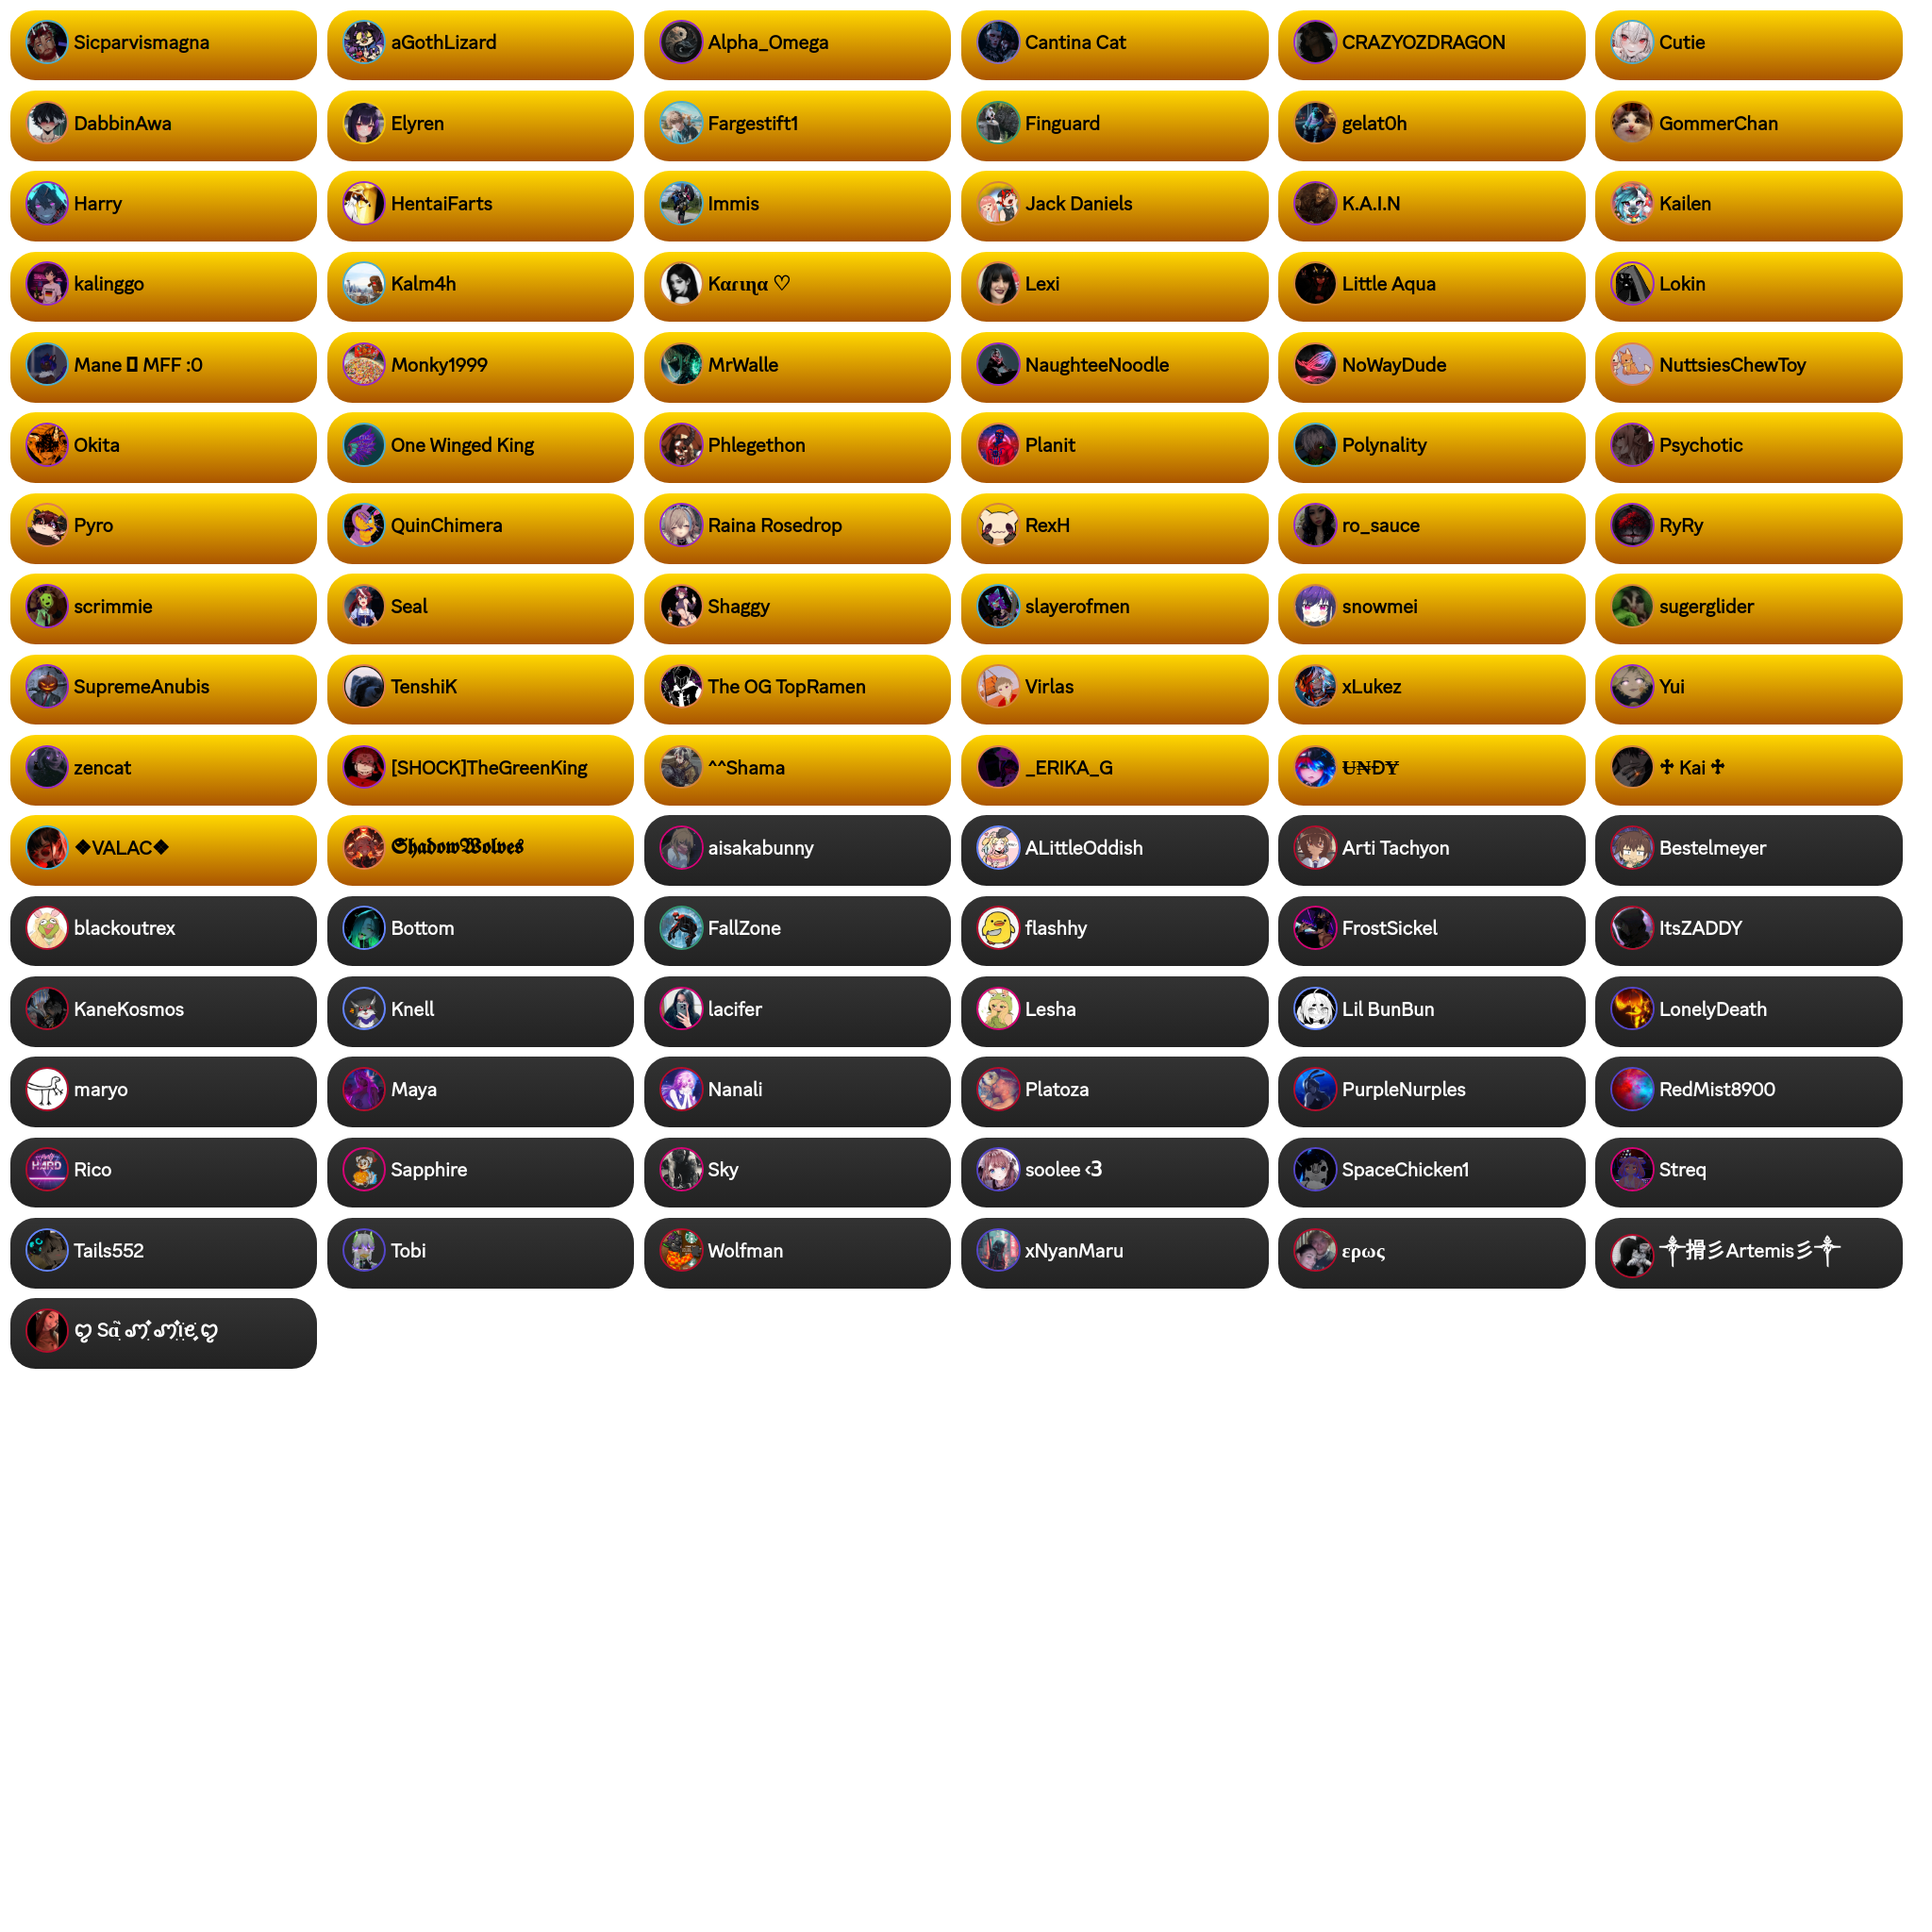 Sicparvismagna
aGothLizard
Alpha_Omega
Cantina Cat
CRAZYOZDRAGON
Cutie
DabbinAwa
Elyren
Fargestift1
Finguard
gelat0h
GommerChan
Harry
HentaiFarts
Immis
Jack Daniels
K.A.I.N
Kailen
kalinggo
Kalm4h
Kαɾιɳα ♡
Lexi
Little Aqua
Lokin
Mane ▯ MFF :0
Monky1999
MrWalle
NaughteeNoodle
NoWayDude
NuttsiesChewToy
Okita
One Winged King
Phlegethon
Planit
Polynality
Psychotic
Pyro
QuinChimera
Raina Rosedrop
RexH
ro_sauce
RyRy
scrimmie
Seal
Shaggy
slayerofmen
snowmei
sugerglider
SupremeAnubis
TenshiK
The OG TopRamen
Virlas
xLukez
Yui
zencat
[SHOCK]TheGreenKing
^^Shama
_ERIKA_G
U̶N̶ĐY̶
♱ Kai ♱
◆VALAC◆
𝕾𝖍𝖆𝖉𝖔𝖜𝖂𝖔𝖑𝖛𝖊𝖘
aisakabunny
ALittleOddish
Arti Tachyon
Bestelmeyer
blackoutrex
Bottom
FallZone
flashhy
FrostSickel
ItsZADDY
KaneKosmos
Knell
lacifer
Lesha
Lil BunBun
LonelyDeath
maryo
Maya
Nanali
Platoza
PurpleNurples
RedMist8900
Rico
Sapphire
Sky
soolee <3
SpaceChicken1
Streq
Tails552
Tobi
Wolfman
xNyanMaru
ερως
༒搰彡Artemis彡༒